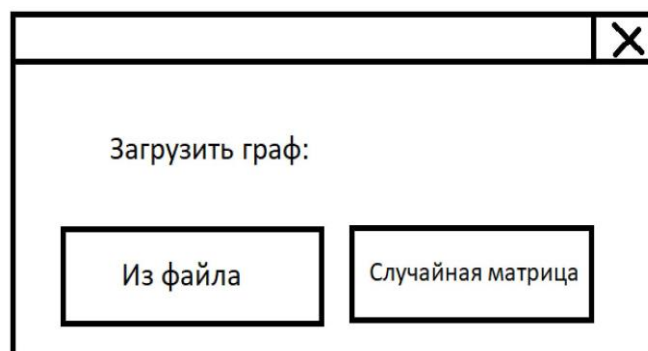 Загрузить граф:
Из файла
Случайная матрица